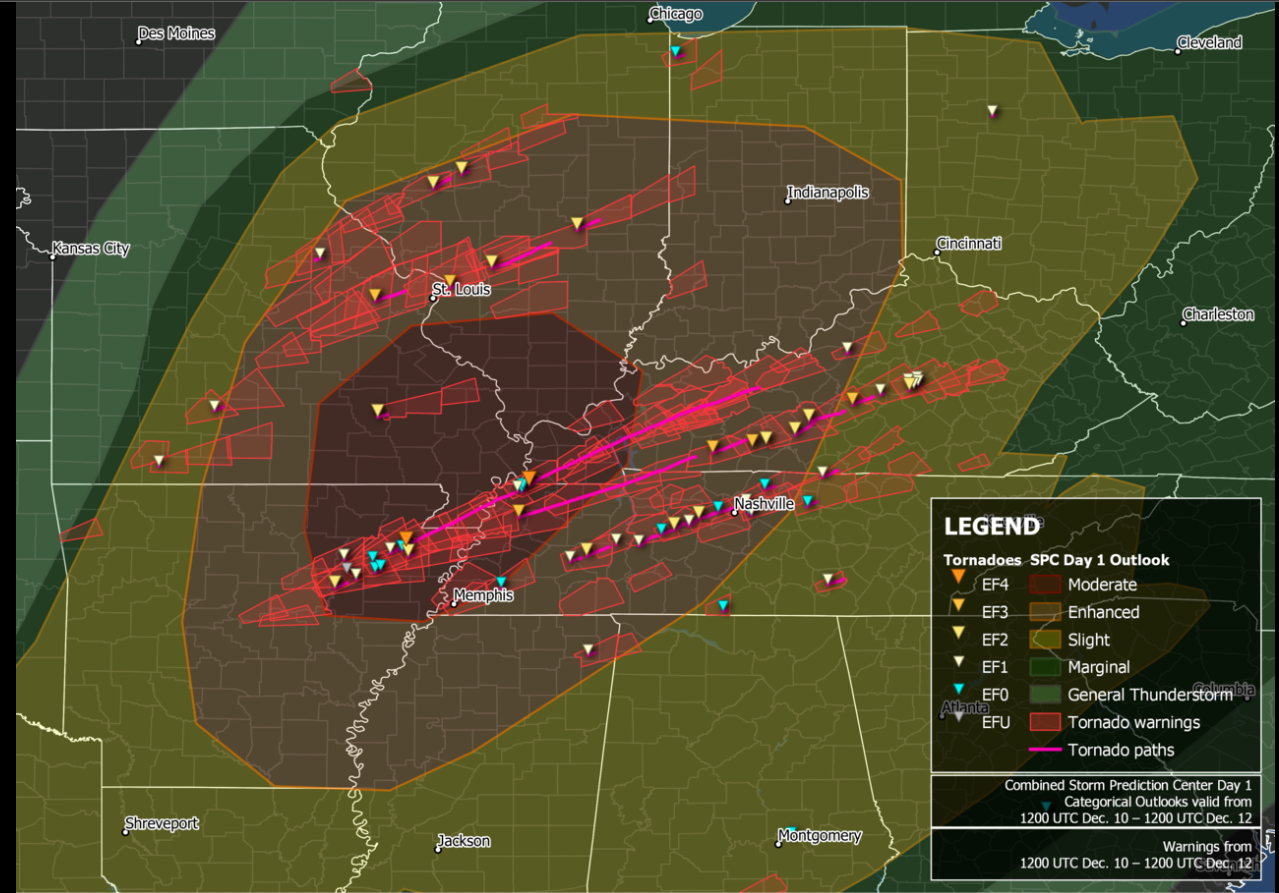 Chicago
Des Moines
Cleveland
Indianapolis
Kansas City
Cincinnati
St. Louis
Charleston
Nashville
Memphis
Shreveport
Jackson
Montgomery
Atlanta
Columbia
LEGEND
Tornadoes SPC Day 1 Outlook
EF4 Moderate
EF3 Enhanced
EF2 Slight
EF1 Marginal
EF0 General Thunderstorm
EFU Tornado warnings
Tornado paths
Combined Storm Prediction Center Day 1
Categorical Outlooks valid from
1200 UTC Dec. 10 – 1200 UTC Dec. 12
Warnings from
1200 UTC Dec. 10 – 1200 UTC Dec. 12